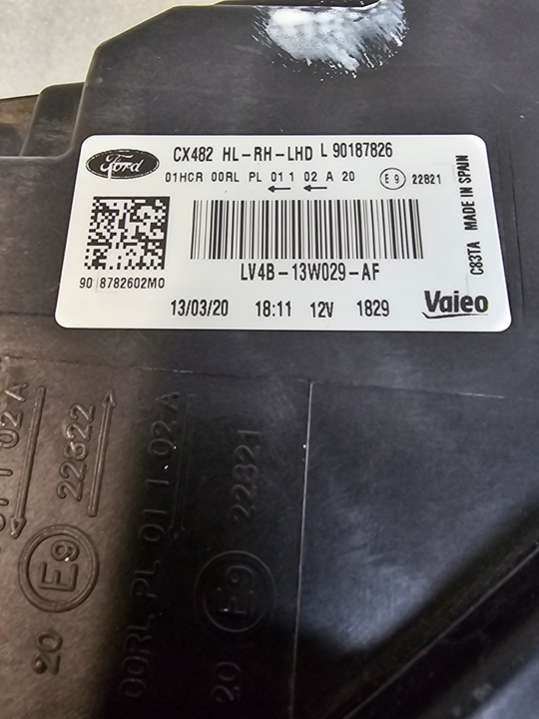 Ford
CX482 HL-RH-LHD L 90187826
01HCR 00RL PL 01 1 02 A 20 E9 22821
LV4B-13W029-AF
90 8782602M0
13/03/20 18:11 12V 1829
Valeo
C83TA MADE IN SPAIN
1 02 A
22822
20 E9
00RL PL 01 1 02 A
20 E9 22821